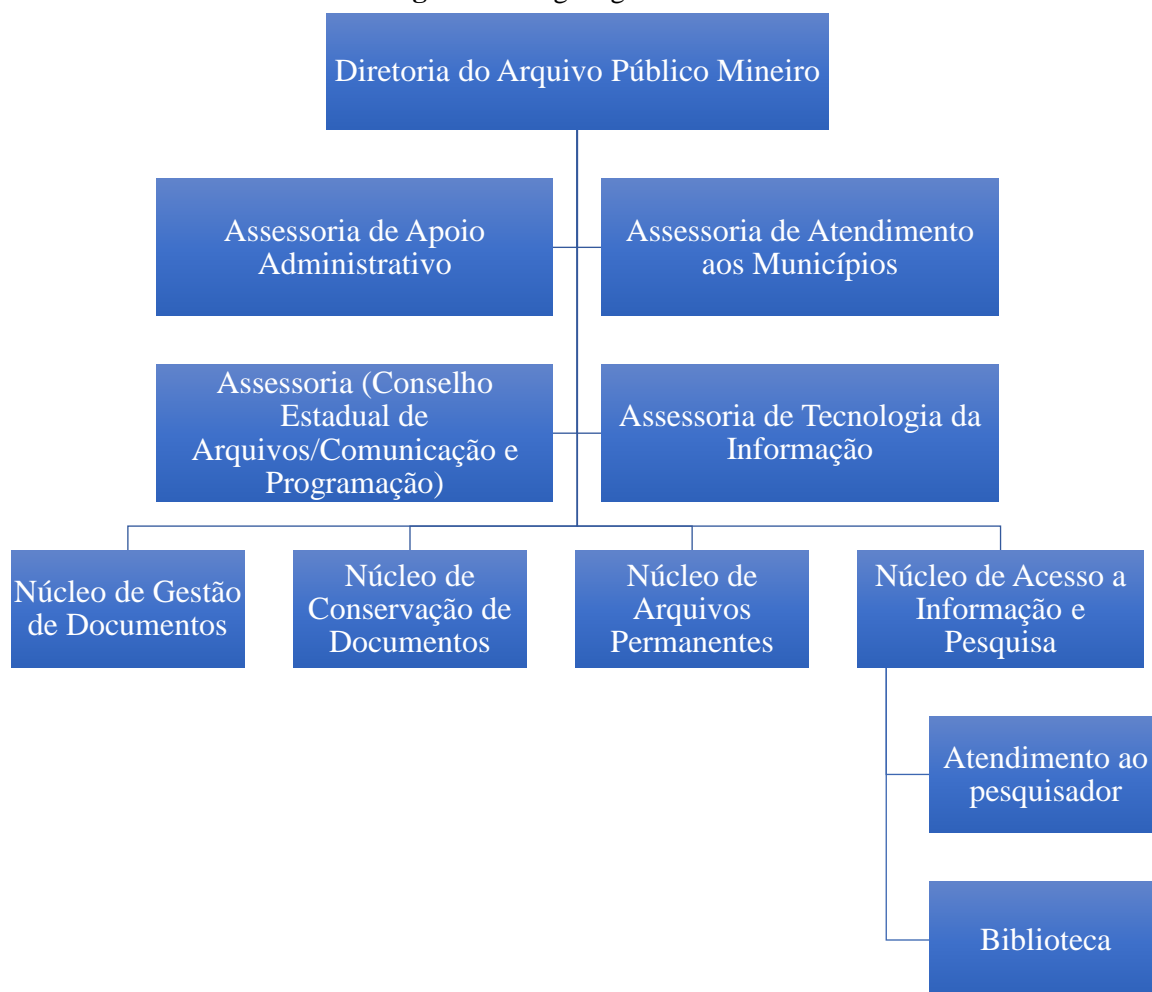 Diretoria do Arquivo Público Mineiro
Assessoria de Apoio
Administrativo
Assessoria de Atendimento
aos Municípios
Assessoria (Conselho
Estadual de
Arquivos/Comunicação e
Programação)
Assessoria de Tecnologia da
Informação
Núcleo de Gestão
de Documentos
Núcleo de
Conservação de
Documentos
Núcleo de
Arquivos
Permanentes
Núcleo de Acesso a
Informação e
Pesquisa
Atendimento ao
pesquisador
Biblioteca